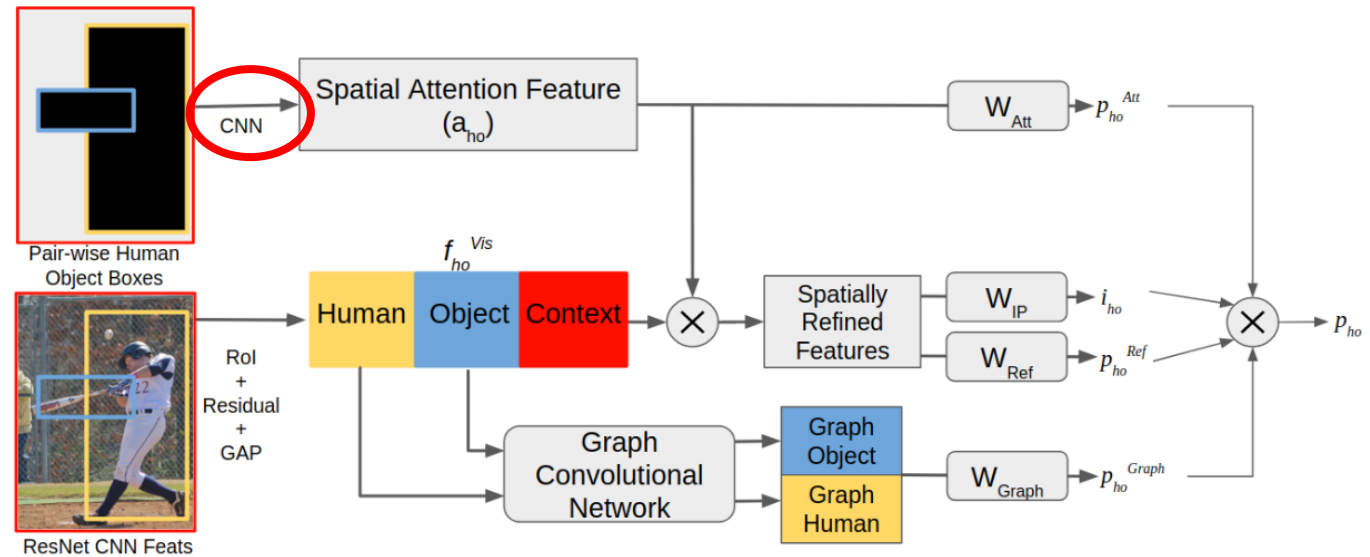 Pair-wise Human
Object Boxes
CNN
Spatial Attention Feature
(a_ho)
W_Att
p_ho^Att
ResNet CNN Feats
RoI
+
Residual
+
GAP
f_ho^Vis
Human
Object
Context
Spatially
Refined
Features
W_IP
i_ho
W_Ref
p_ho^Ref
p_ho
Graph
Convolutional
Network
Graph
Object
Graph
Human
W_Graph
p_ho^Graph
22